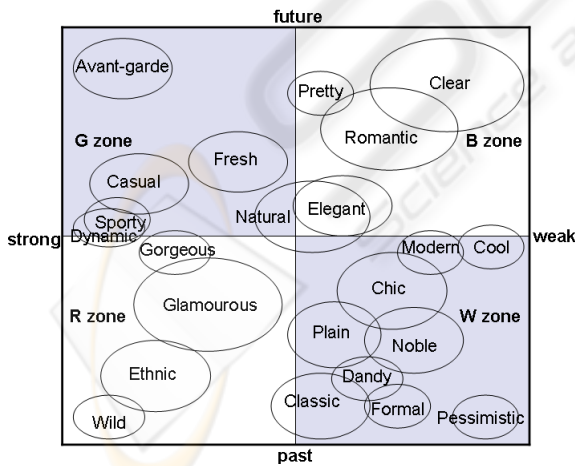 future
Avant-garde
Clear
Pretty
Romantic
G zone
B zone
Fresh
Casual
Natural
Elegant
Sporty
Dynamic
strong
weak
Gorgeous
Modern
Cool
Chic
Glamourous
R zone
W zone
Plain
Noble
Ethnic
Dandy
Classic
Formal
Wild
Pessimistic
past
Science a